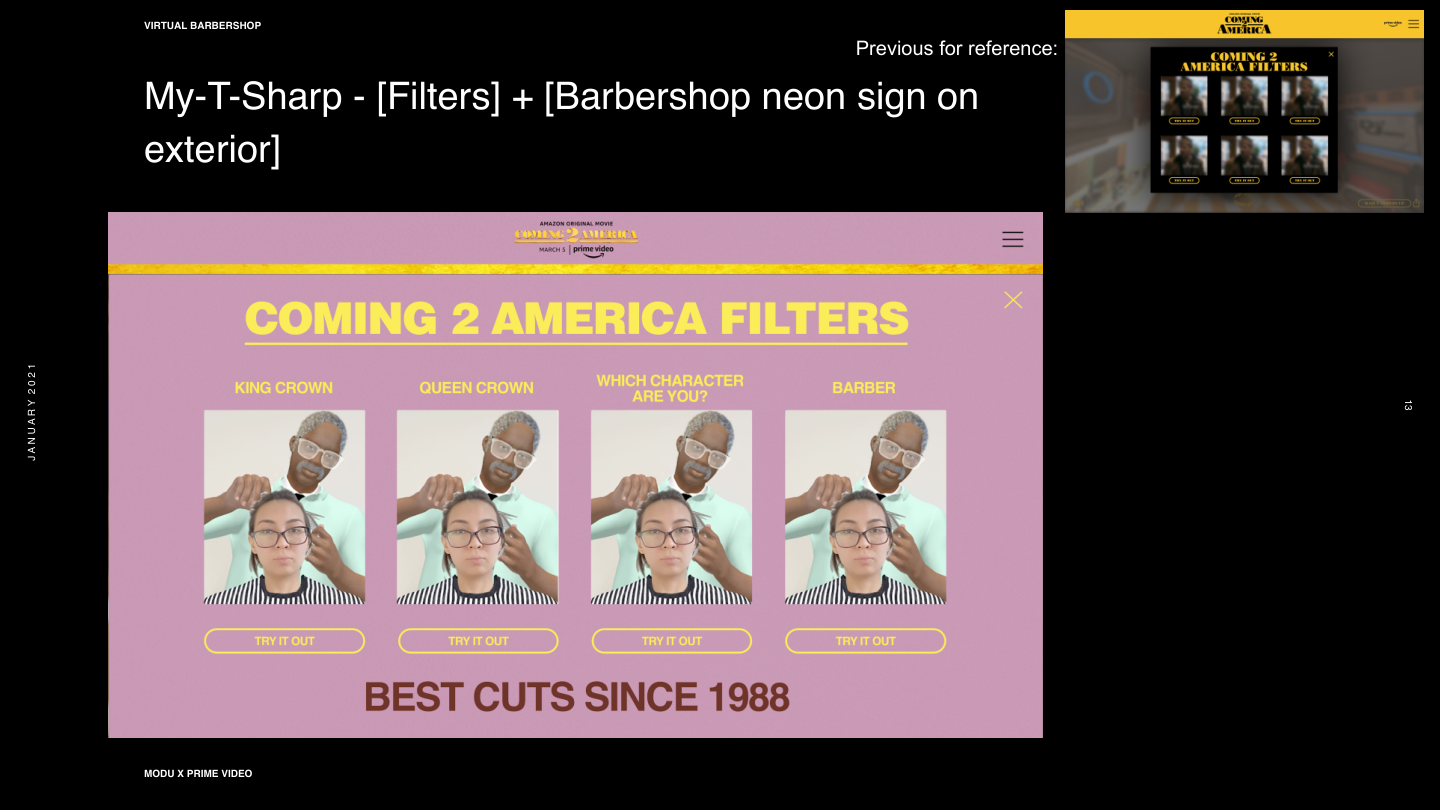 VIRTUAL BARBERSHOP
Previous for reference:
My-T-Sharp - [Filters] + [Barbershop neon sign on
exterior]
COMING
2
AMERICA
prime video
COMING 2
AMERICA FILTERS
TRY IT OUT
TRY IT OUT
TRY IT OUT
TRY IT OUT
TRY IT OUT
TRY IT OUT
AMAZON ORIGINAL MOVIE
COMING 2 AMERICA
MARCH 5 | prime video
COMING 2 AMERICA FILTERS
KING CROWN
QUEEN CROWN
WHICH CHARACTER
ARE YOU?
BARBER
TRY IT OUT
TRY IT OUT
TRY IT OUT
TRY IT OUT
BEST CUTS SINCE 1988
JANUARY 2021
13
MODU X PRIME VIDEO